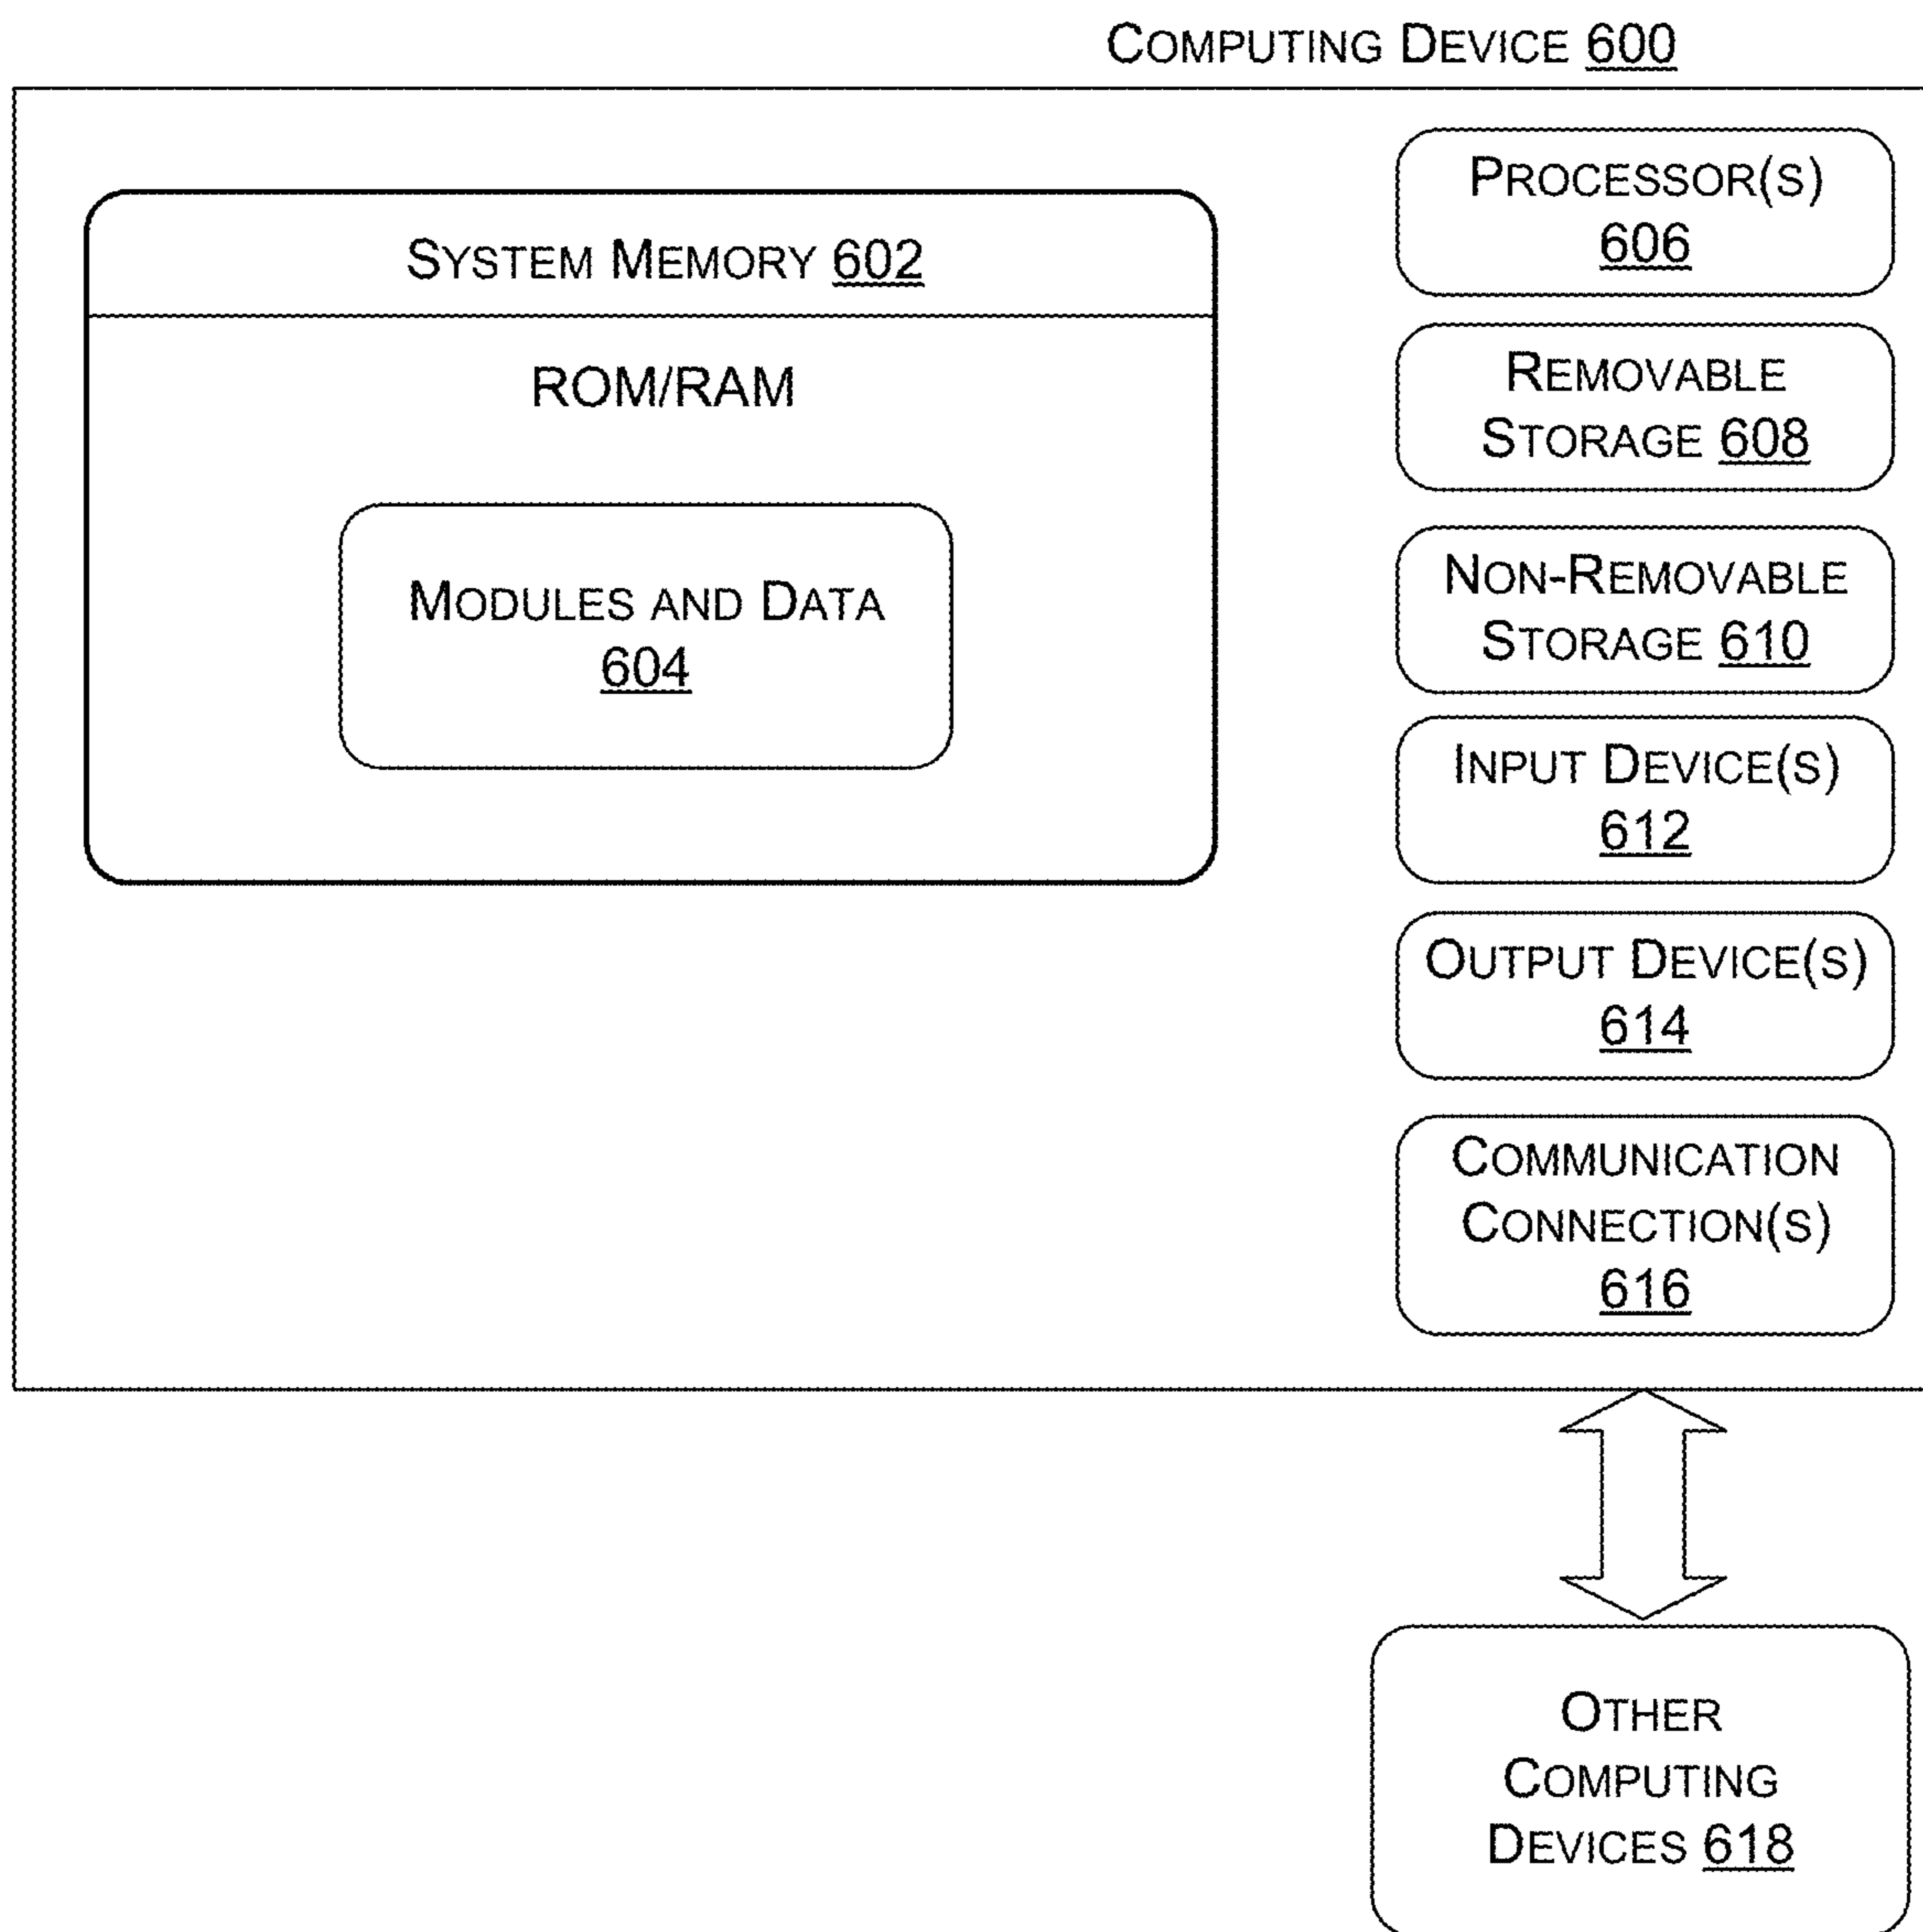 COMPUTING DEVICE 600
SYSTEM MEMORY 602
ROM/RAM
MODULES AND DATA
604
PROCESSOR(S)
606
REMOVABLE
STORAGE 608
NON-REMOVABLE
STORAGE 610
INPUT DEVICE(S)
612
OUTPUT DEVICE(S)
614
COMMUNICATION
CONNECTION(S)
616
OTHER
COMPUTING
DEVICES 618